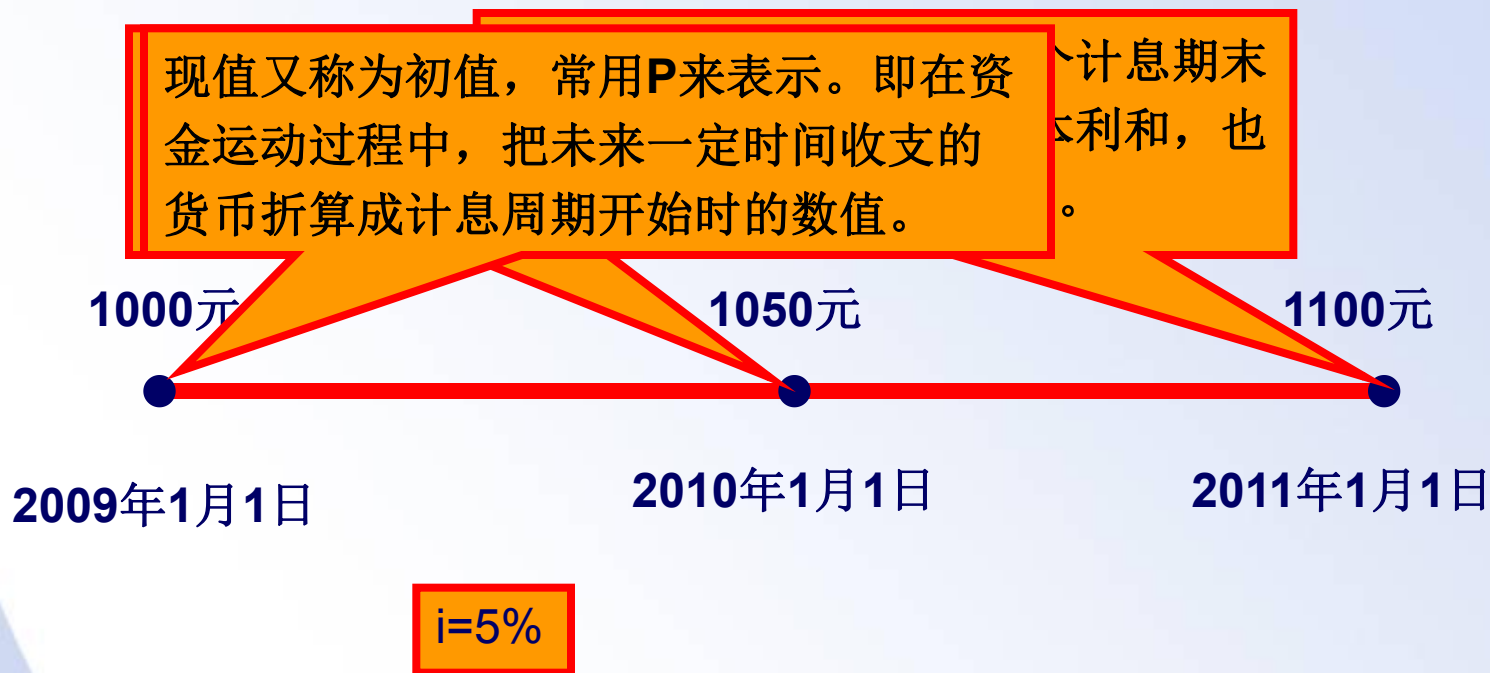 现值又称为初值，常用P来表示。即在资
金运动过程中，把未来一定时间收支的
货币折算成计息周期开始时的数值。
计息期末
本利和，也
。
1000元
1050元
1100元
2009年1月1日
2010年1月1日
2011年1月1日
i=5%